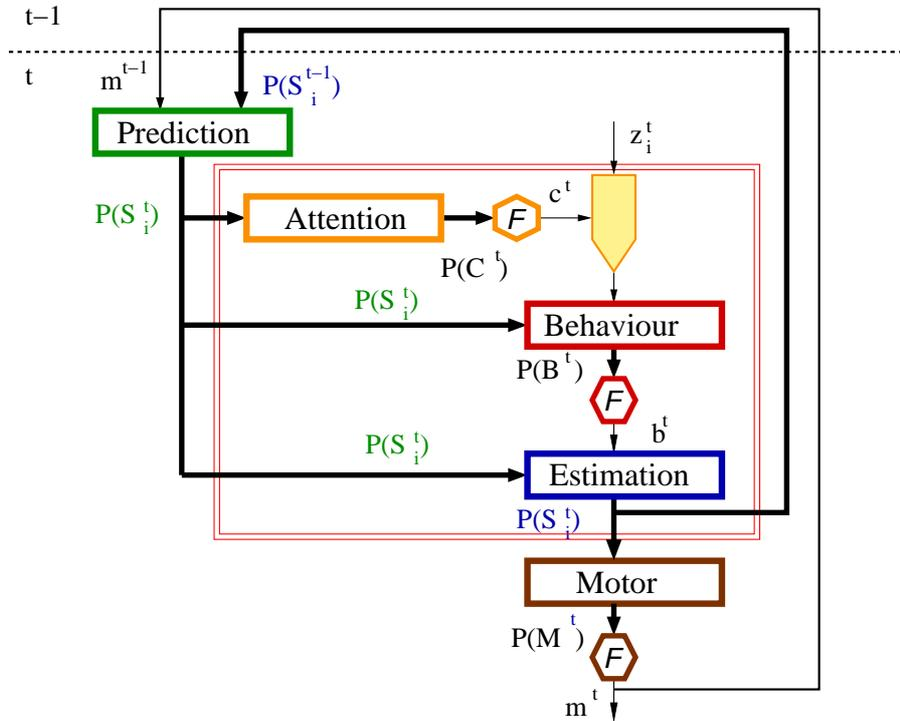 t−1
t
m^{t−1}
P(S_i^{t−1})
Prediction
z_i^t
P(S_i^t)
Attention
F
c^t
P(C^t)
P(S_i^t)
Behaviour
P(B^t)
F
b^t
P(S_i^t)
Estimation
P(S_i^t)
Motor
P(M^t)
F
m^t